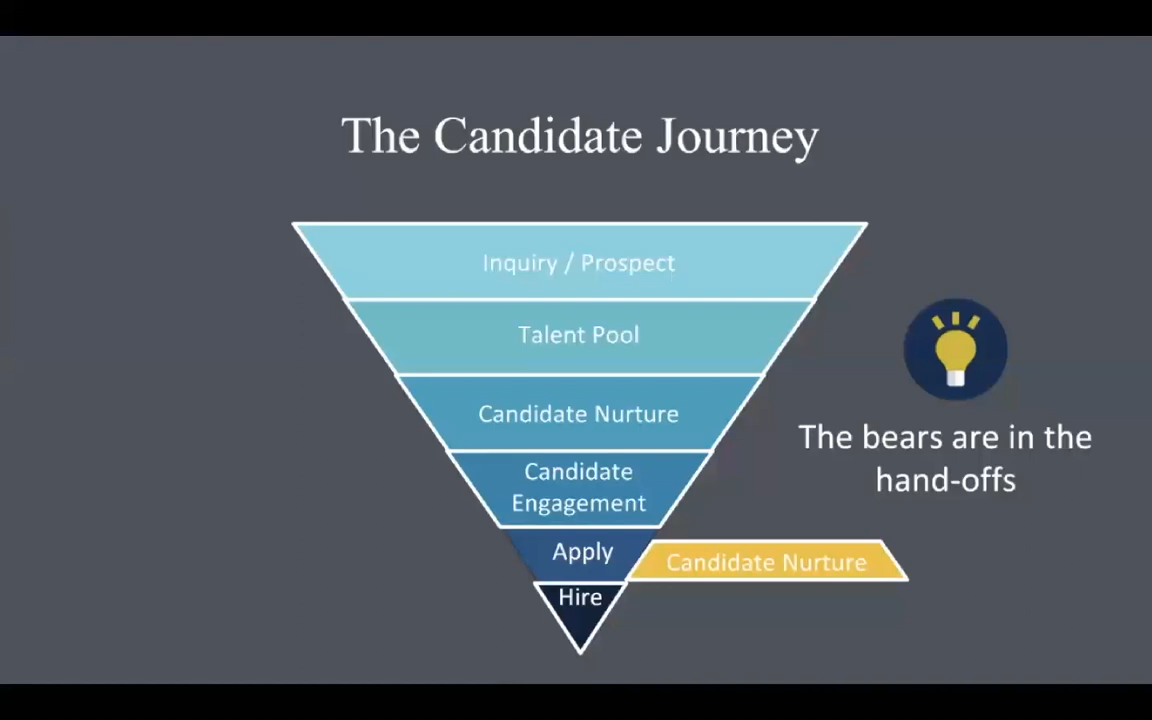 The Candidate Journey
Inquiry / Prospect
Talent Pool
Candidate Nurture
Candidate
Engagement
Apply
Hire
Candidate Nurture
The bears are in the
hand-offs